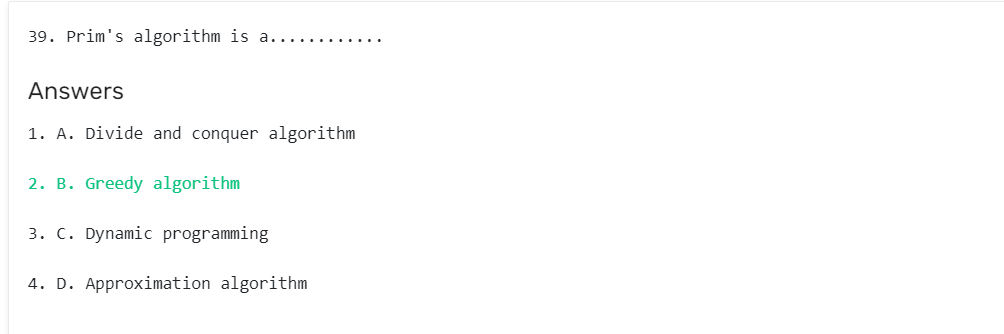 39. Prim's algorithm is a............
Answers
1. A. Divide and conquer algorithm
2. B. Greedy algorithm
3. C. Dynamic programming
4. D. Approximation algorithm